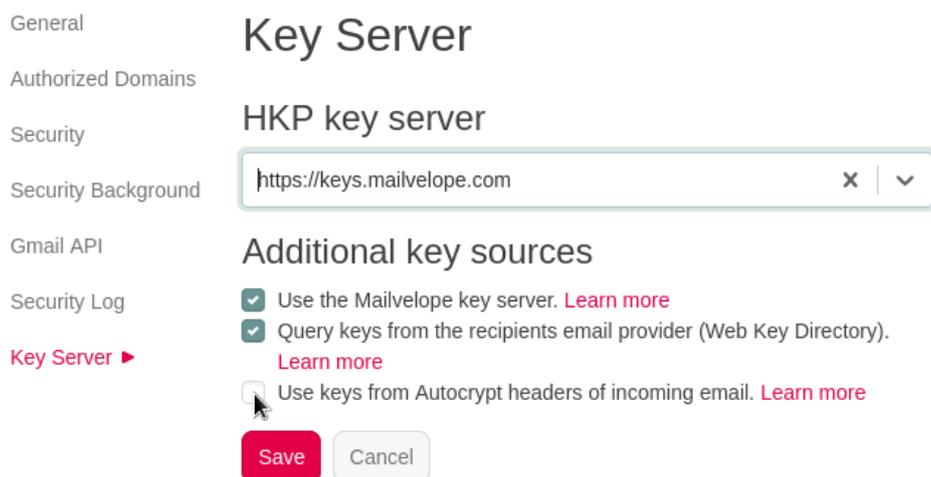 General
Authorized Domains
Security
Security Background
Gmail API
Security Log
Key Server
Key Server
HKP key server
https://keys.mailvelope.com
Additional key sources
Use the Mailvelope key server. Learn more
Query keys from the recipients email provider (Web Key Directory).
Learn more
Use keys from Autocrypt headers of incoming email. Learn more
Save Cancel